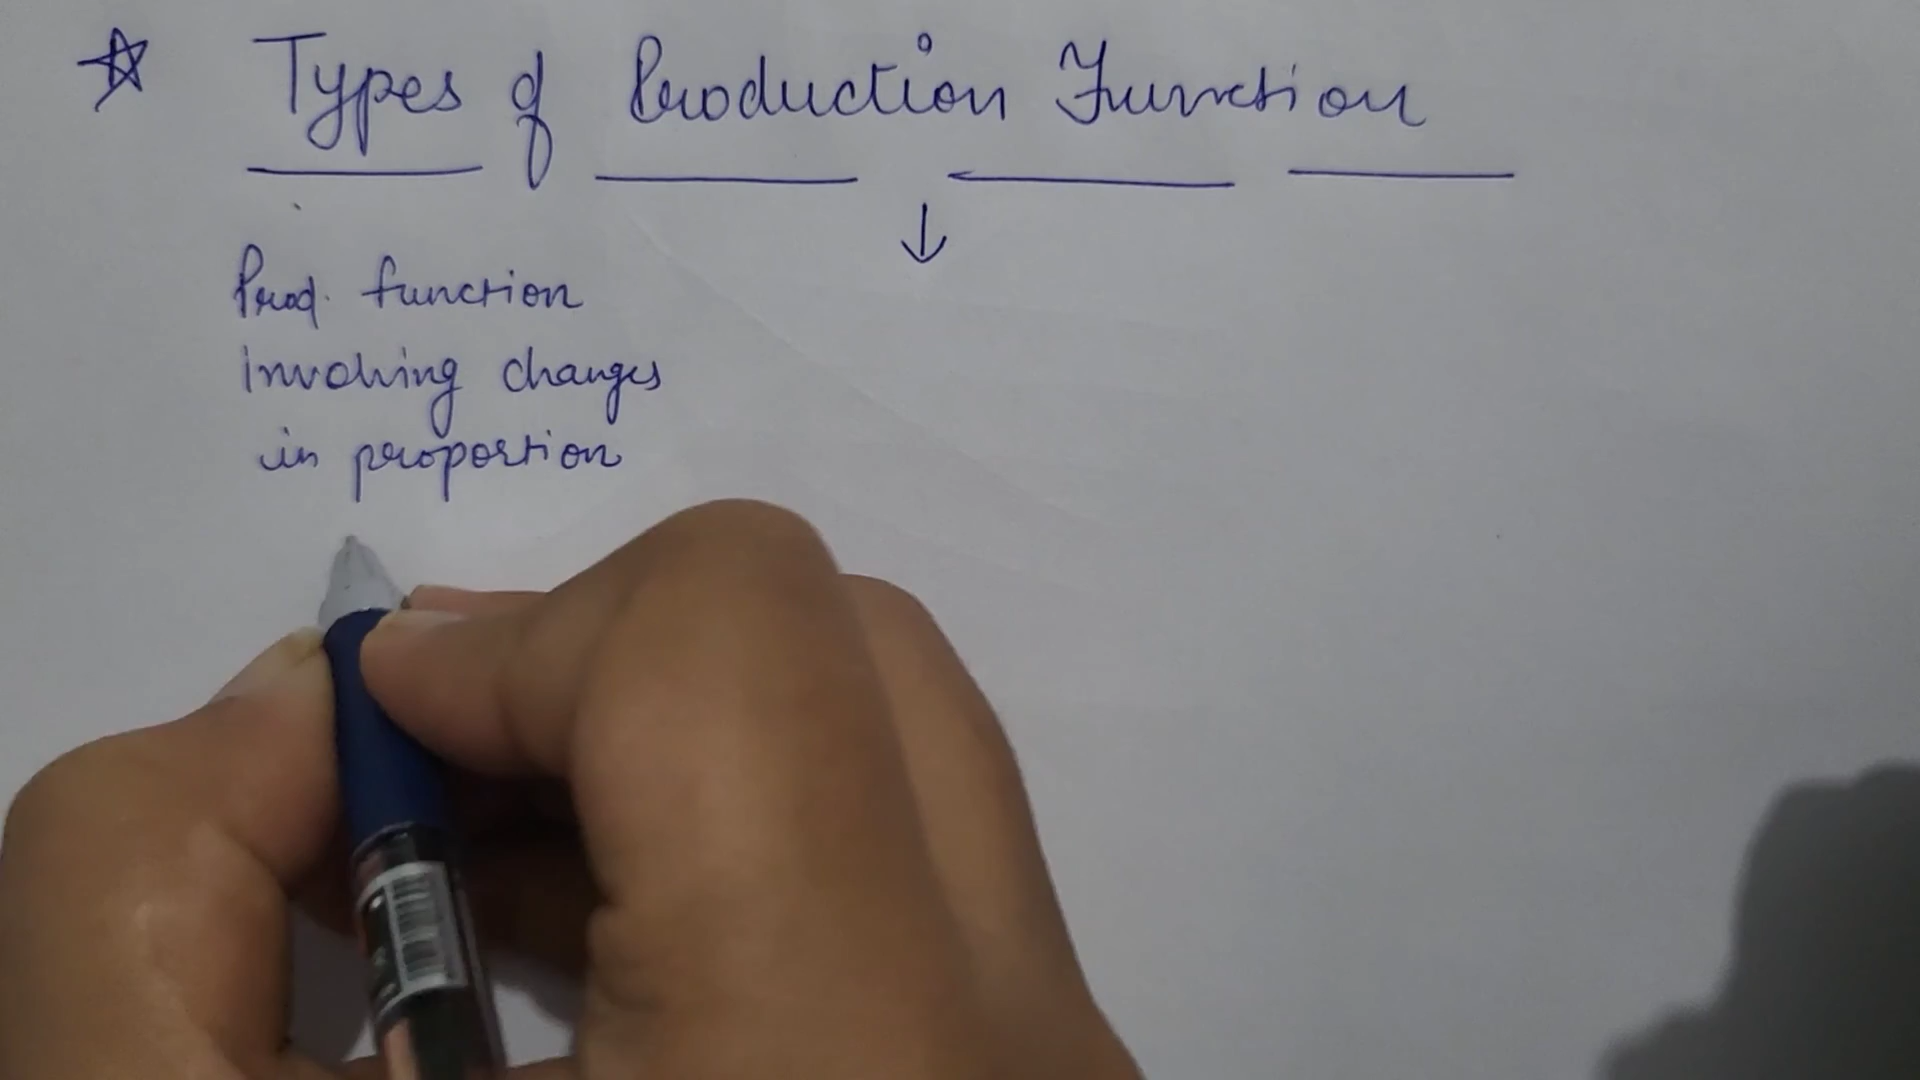 Types of Production Function
Prod. function
involving changes
in proportion